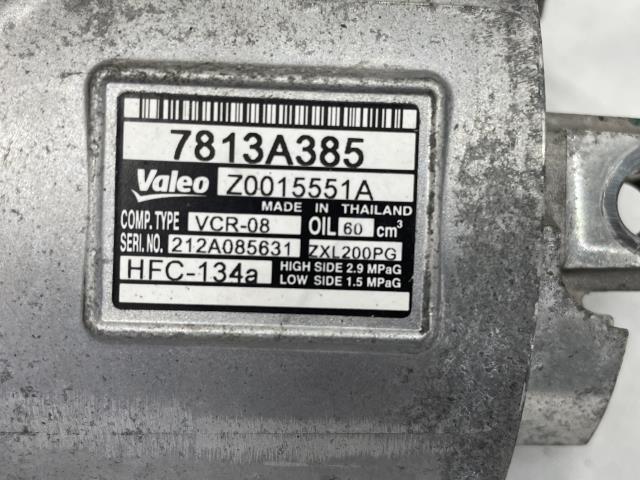 7813A385
Valeo Z0015551A
MADE IN THAILAND
COMP. TYPE VCR-08 OIL 60 cm³
SERI. NO. 212A085631 ZXL200PG
HFC-134a HIGH SIDE 2.9 MPaG
LOW SIDE 1.5 MPaG